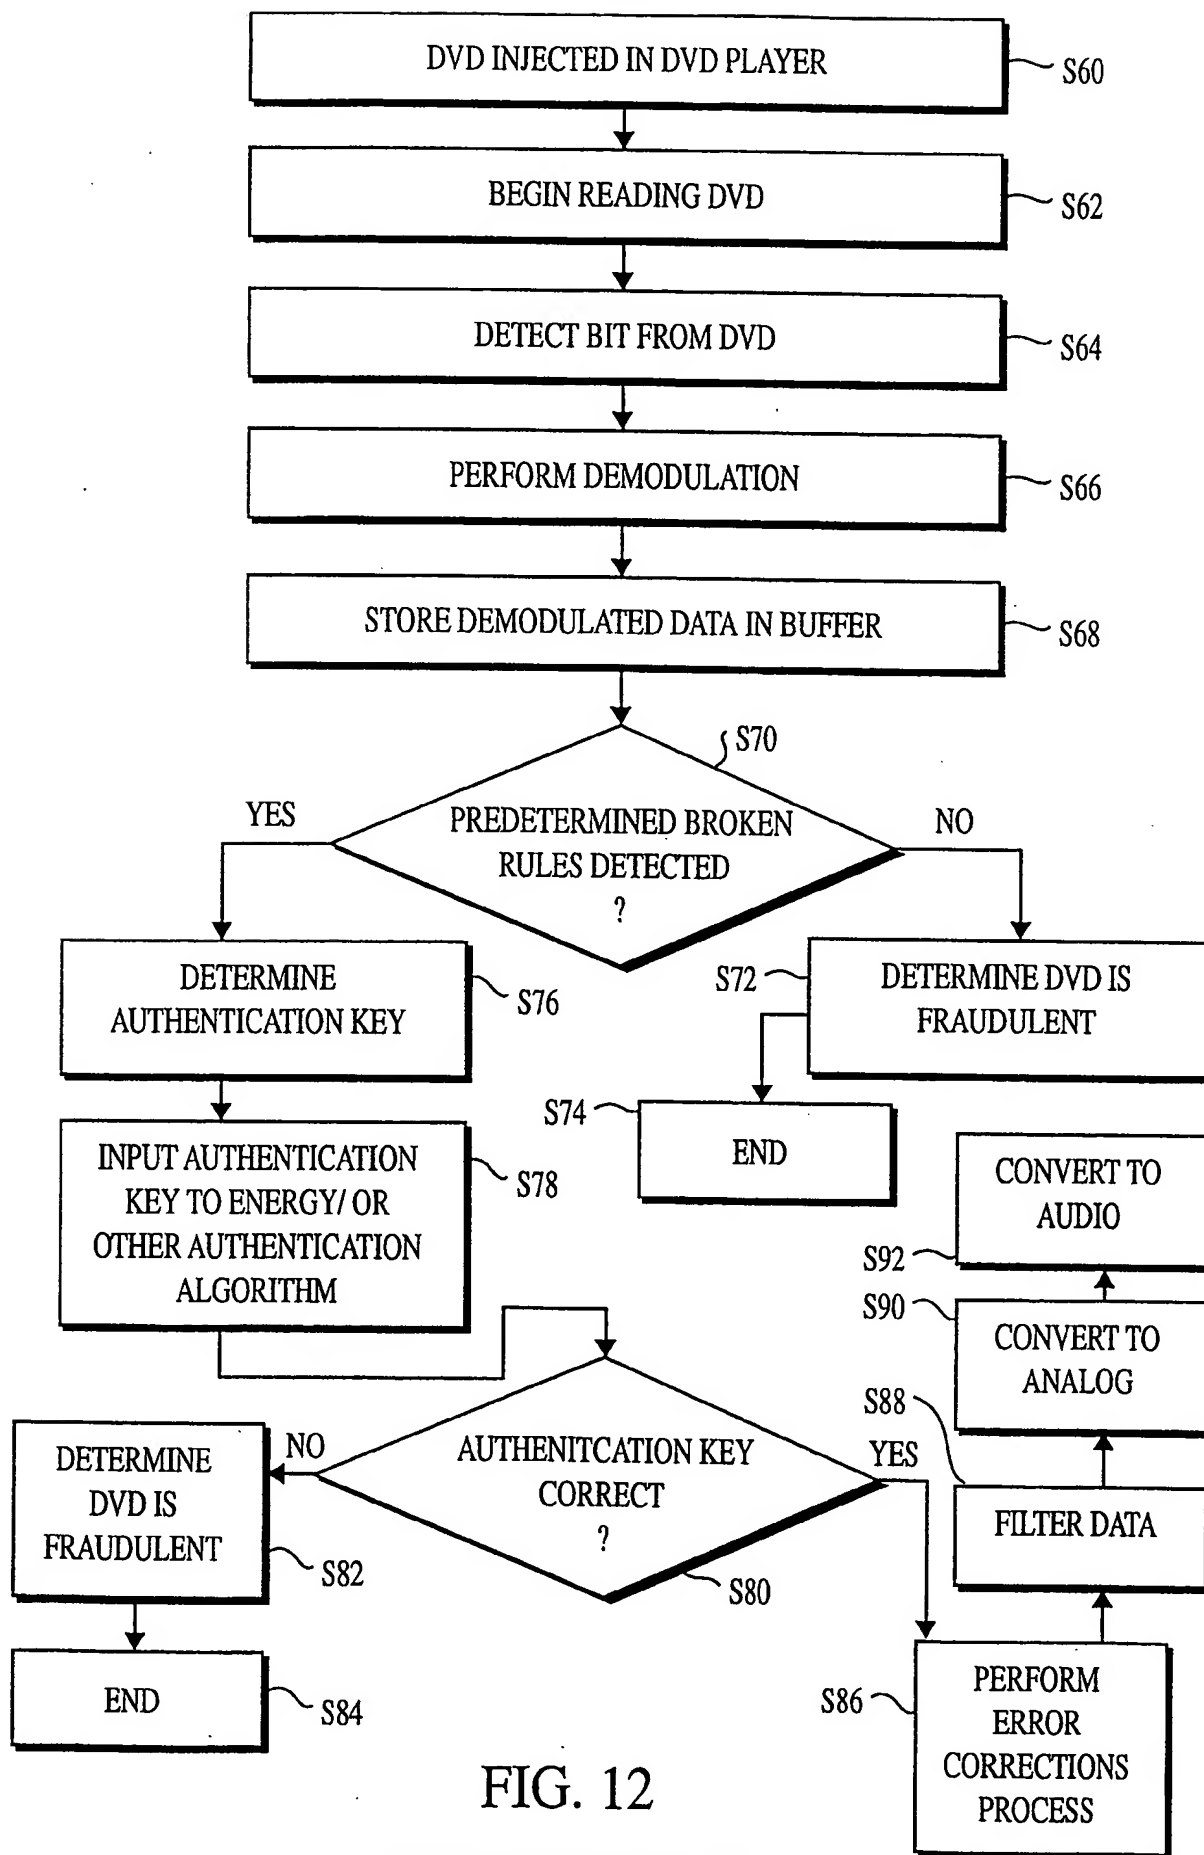 DVD INJECTED IN DVD PLAYER
S60
BEGIN READING DVD
S62
DETECT BIT FROM DVD
S64
PERFORM DEMODULATION
S66
STORE DEMODULATED DATA IN BUFFER
S68
S70
PREDETERMINED BROKEN
RULES DETECTED
?
YES
NO
DETERMINE
AUTHENTICATION KEY
S76
S72
DETERMINE DVD IS
FRAUDULENT
S74
END
INPUT AUTHENTICATION
KEY TO ENERGY/ OR
OTHER AUTHENTICATION
ALGORITHM
S78
CONVERT TO
AUDIO
S92
S90
CONVERT TO
ANALOG
S88
FILTER DATA
AUTHENITCATION KEY
CORRECT
?
NO
YES
S80
DETERMINE
DVD IS
FRAUDULENT
S82
END
S84
S86
PERFORM
ERROR
CORRECTIONS
PROCESS
FIG. 12